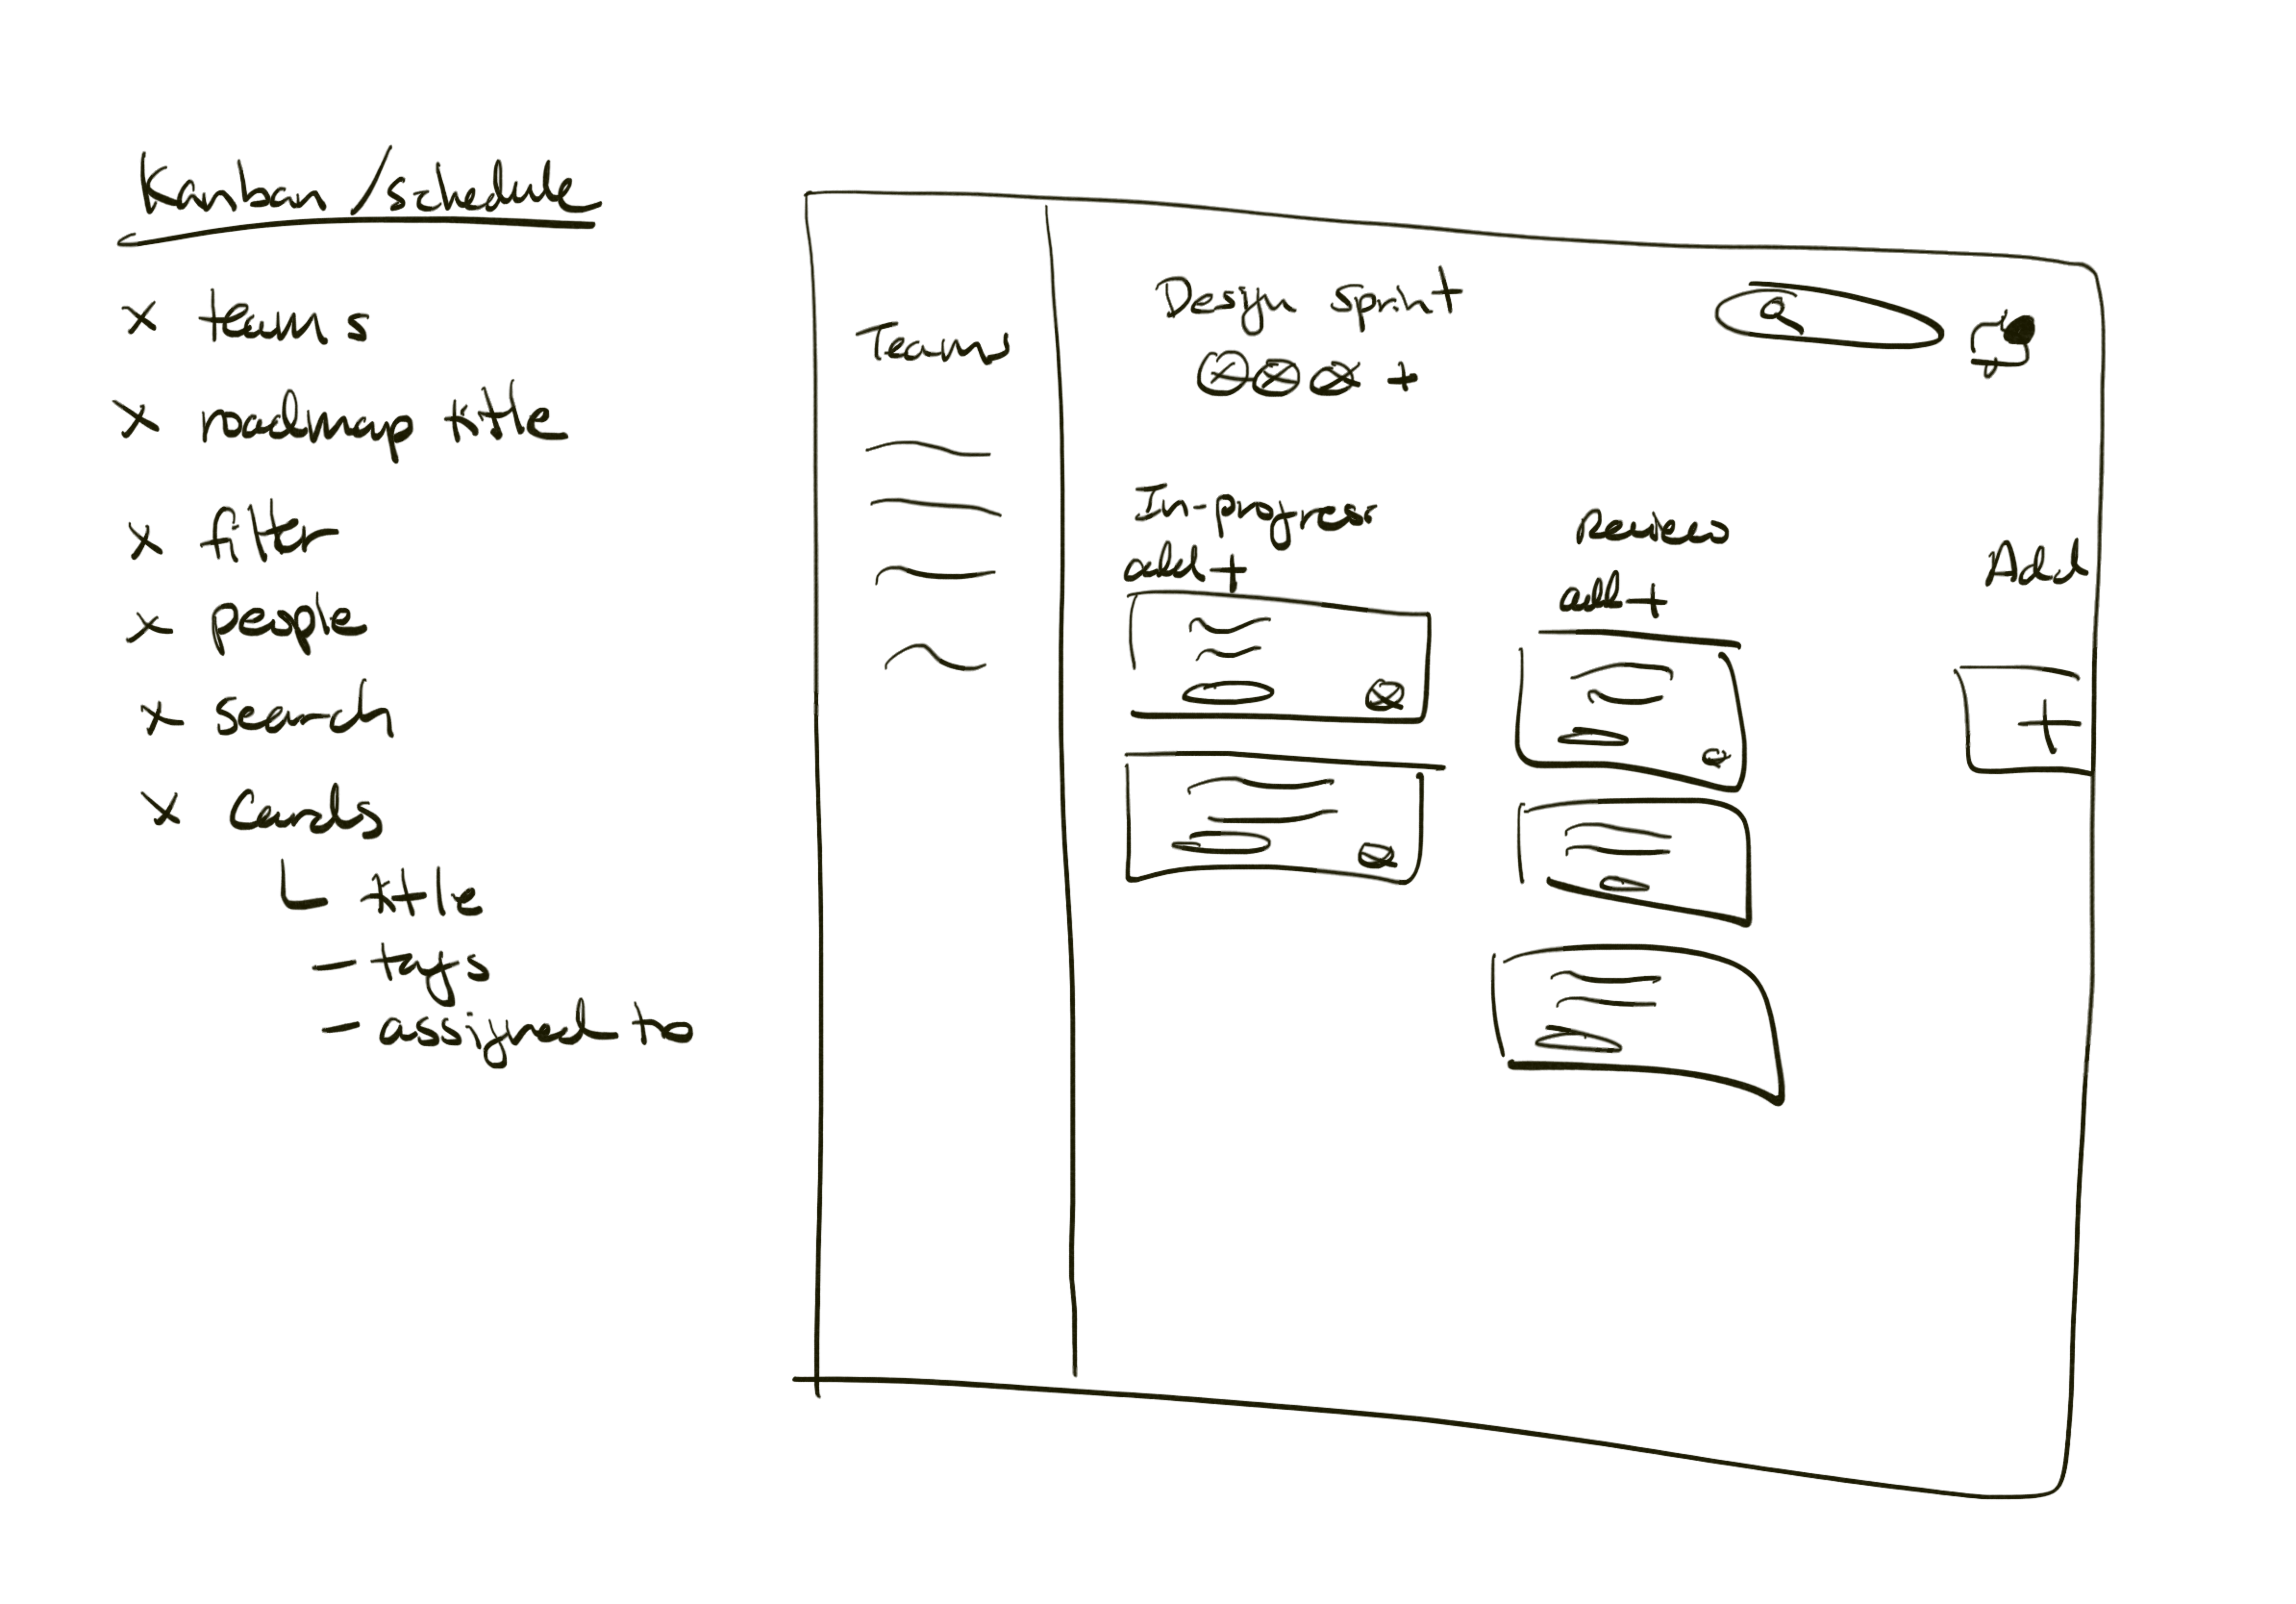 Kanban/schedule
x teams
x roadmap title
x filter
x people
x search
x Cards
title
- tags
- assigned to
Teams
Design Sprint
+
In-progress
add +
Review
add +
Add
+